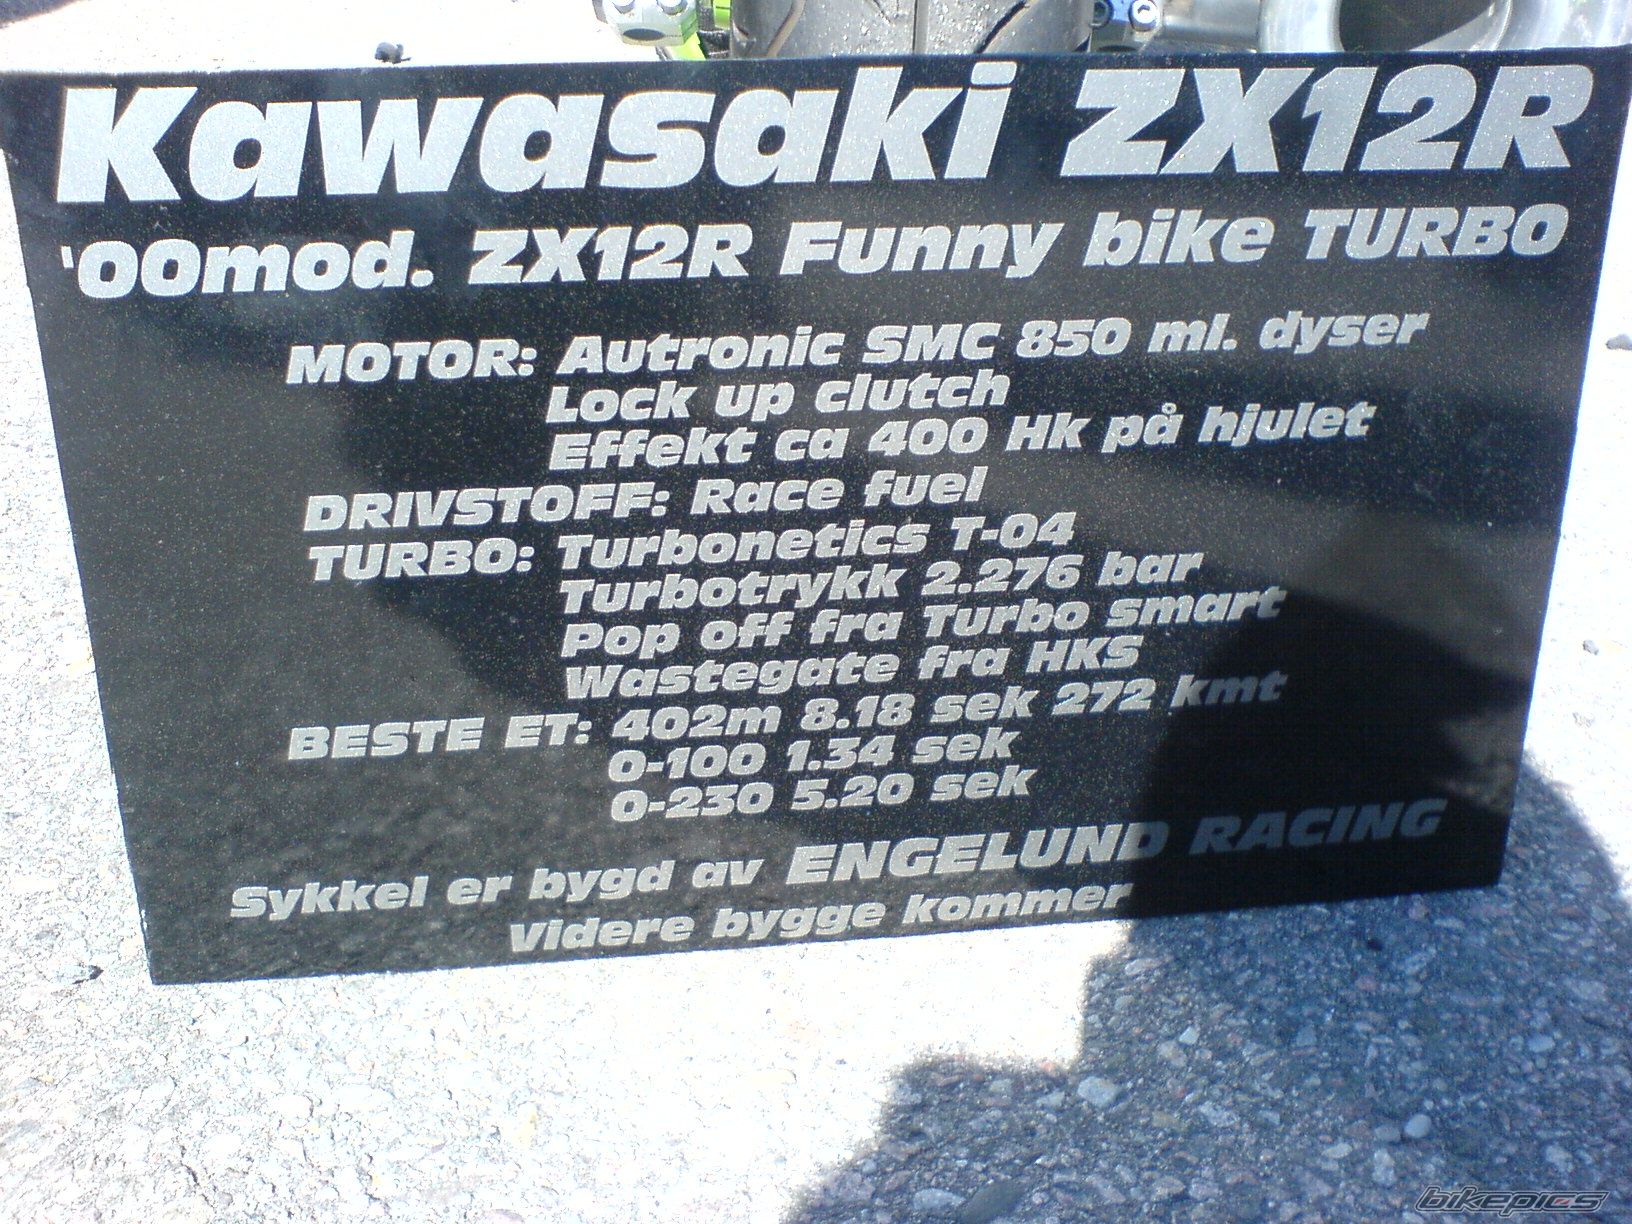 Kawasaki ZX12R
'00mod. ZX12R Funny bike TURBO
MOTOR: Autronic SMC 850 ml. dyser
Lock up clutch
Effekt ca 400 Hk på hjulet
DRIVSTOFF: Race fuel
TURBO: Turbonetics T-04
Turbotrykk 2.276 bar
Pop off fra Turbo smart
Wastegate fra HKS
BESTE ET: 402m 8.18 sek 272 kmt
0-100 1.34 sek
0-230 5.20 sek
Sykkel er bygd av ENGELUND RACING
Videre bygge kommer
bikepics